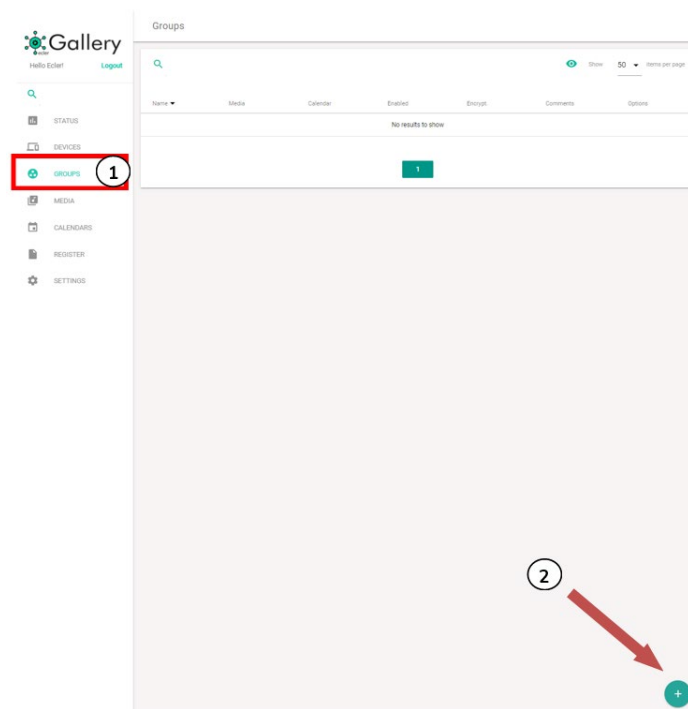 Gallery
ecler
Hello Ecler! Logout
STATUS
DEVICES
GROUPS
1
MEDIA
CALENDARS
REGISTER
SETTINGS
Groups
Show 50 items per page
Name Media Calendar Enabled Encrypt Comments Options
No results to show
1
2
+